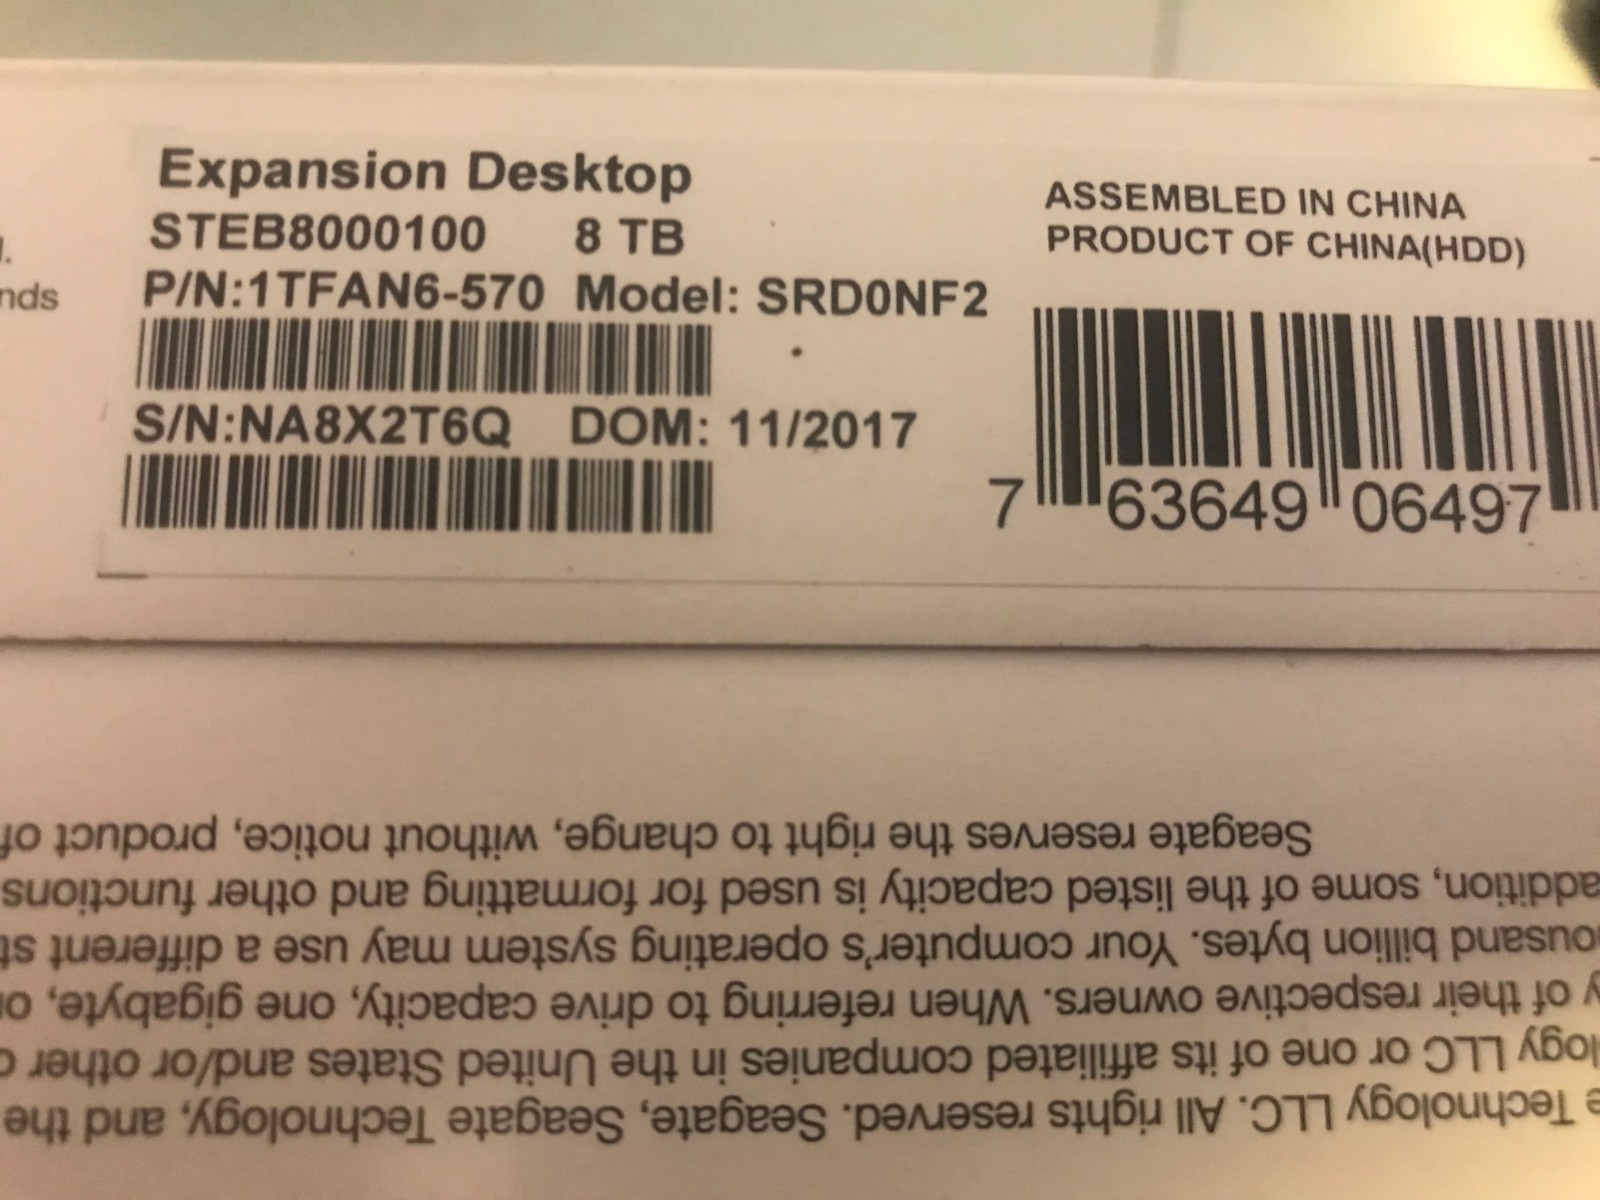 Expansion Desktop
STEB8000100 8 TB
P/N:1TFAN6-570 Model: SRD0NF2
S/N:NA8X2T6Q DOM: 11/2017
ASSEMBLED IN CHINA
PRODUCT OF CHINA(HDD)
7 63649 06497
nds
Technology LLC. All rights reserved. Seagate, Seagate Technology, and the
logy LLC or one of its affiliated companies in the United States and/or other
y of their respective owners. When referring to drive capacity, one gigabyte, or
ousand billion bytes. Your computer's operating system may use a different st
addition, some of the listed capacity is used for formatting and other functions
Seagate reserves the right to change, without notice, product of